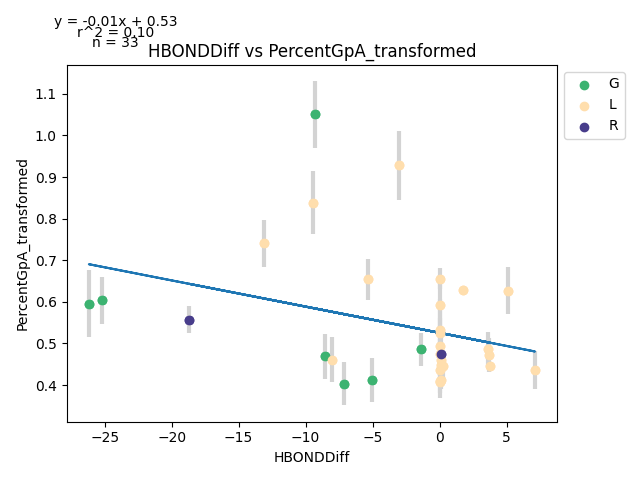 y = -0.01x + 0.53
r^2 = 0.10
n = 33
HBONDDiff vs PercentGpA_transformed
G
L
R
PercentGpA_transformed
1.1
1.0
0.9
0.8
0.7
0.6
0.5
0.4
−25
−20
−15
−10
−5
0
5
HBONDDiff